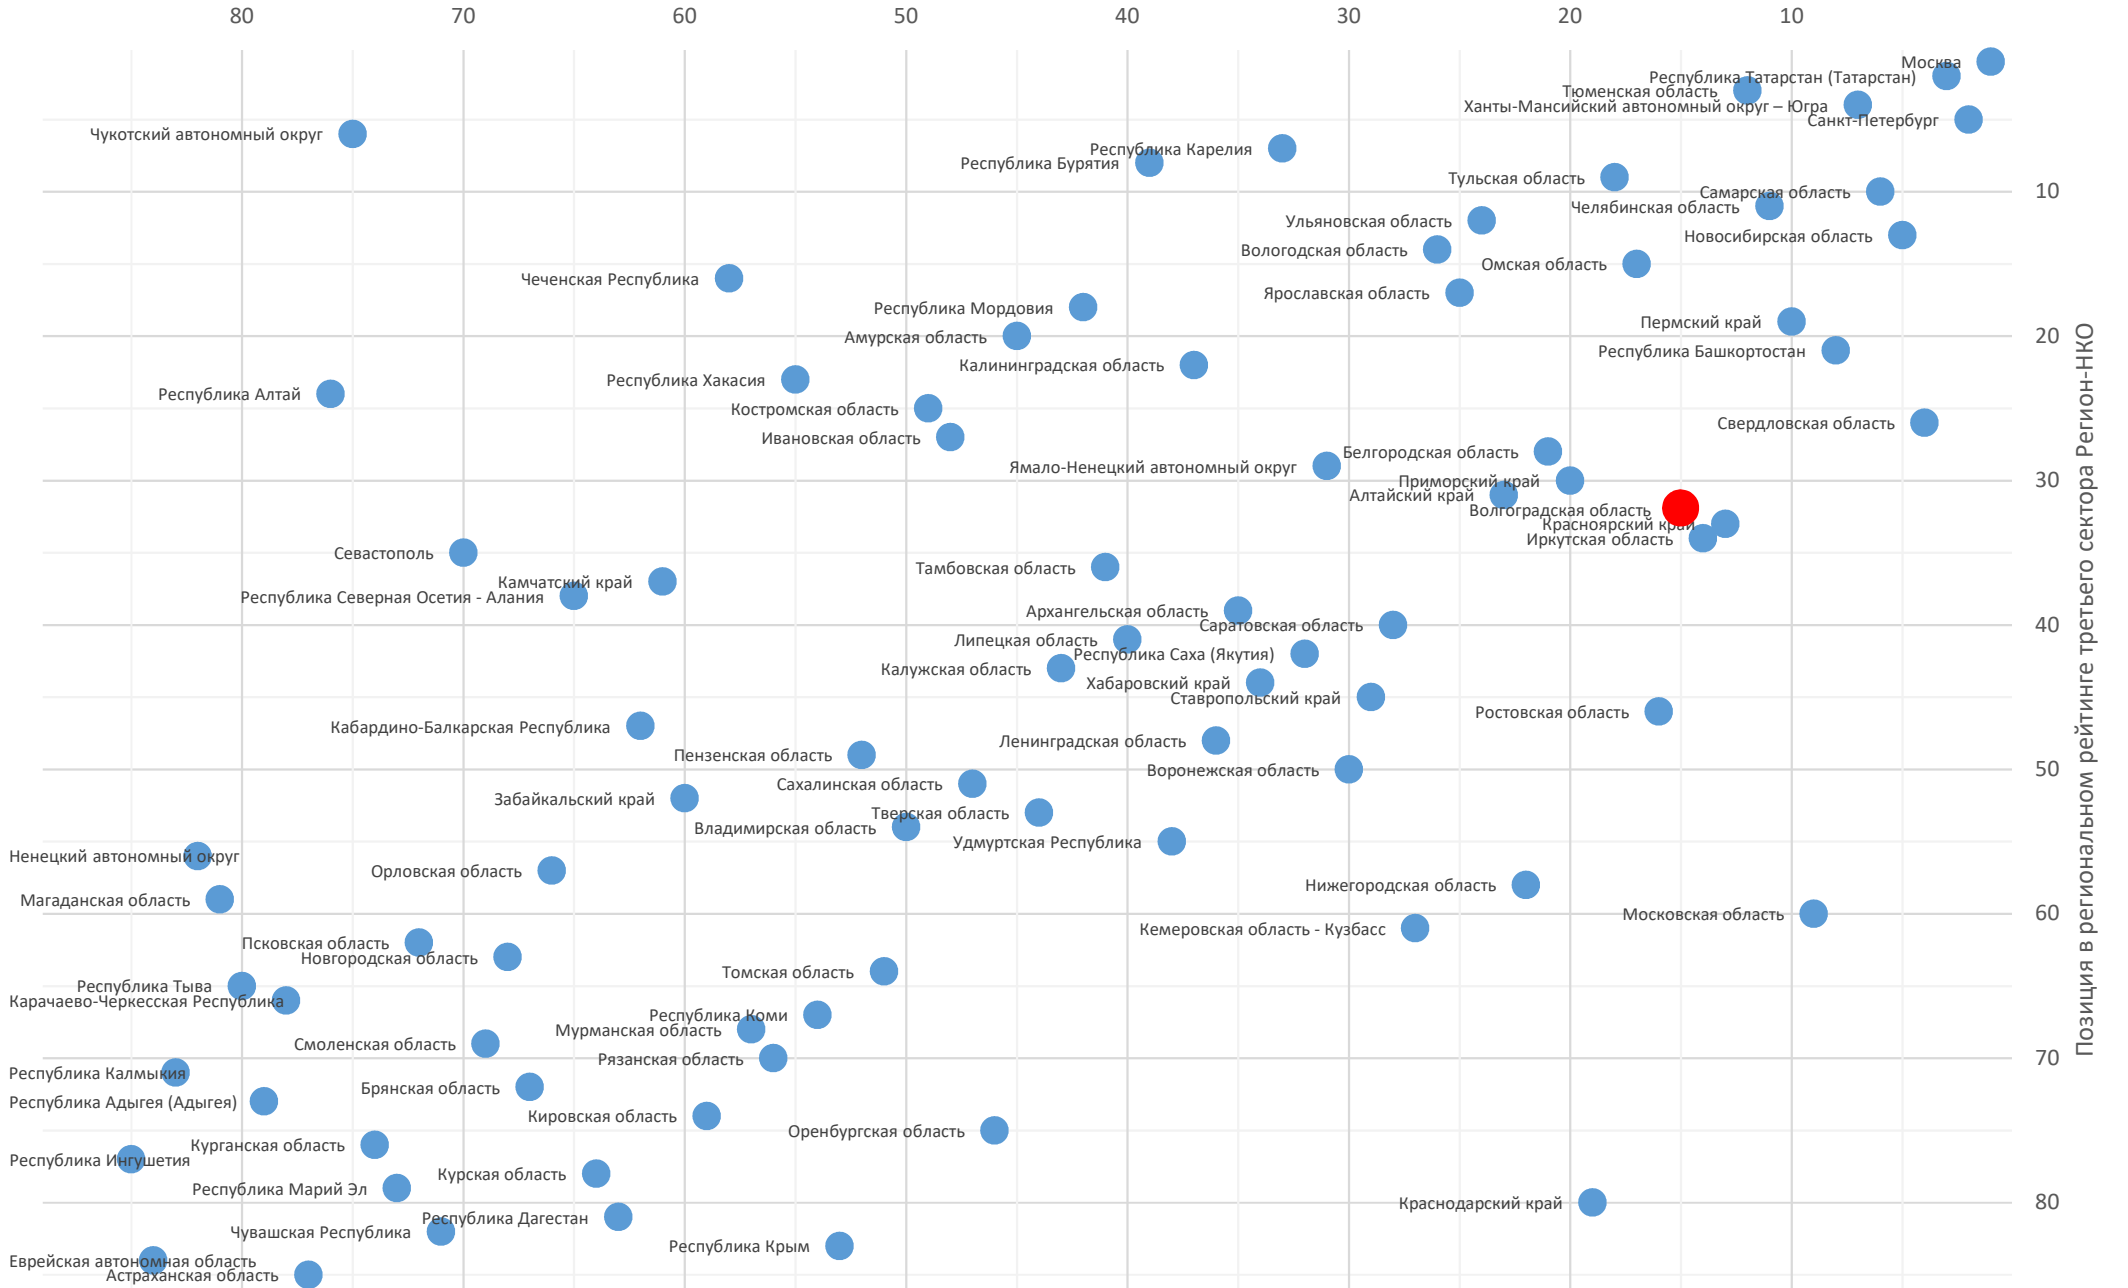 80 70 60 50 40 30 20 10
Москва
Республика Татарстан (Татарстан)
Тюменская область
Ханты-Мансийский автономный округ – Югра
Санкт-Петербург
Чукотский автономный округ
Республика Карелия
Республика Бурятия
Тульская область
Самарская область
10
Челябинская область
Ульяновская область
Новосибирская область
Вологодская область
Омская область
Чеченская Республика
Ярославская область
Республика Мордовия
Пермский край
Амурская область
20
Республика Башкортостан
Калининградская область
Республика Хакасия
Республика Алтай
Костромская область
Свердловская область
Ивановская область
Белгородская область
Ямало-Ненецкий автономный округ
Приморский край
30
Алтайский край
Волгоградская область
Красноярский край
Иркутская область
Севастополь
Тамбовская область
Камчатский край
Республика Северная Осетия - Алания
Архангельская область
Саратовская область
40
Липецкая область
Республика Саха (Якутия)
Калужская область
Хабаровский край
Ставропольский край
Ростовская область
Кабардино-Балкарская Республика
Ленинградская область
Пензенская область
Воронежская область
50
Сахалинская область
Забайкальский край
Тверская область
Владимирская область
Удмуртская Республика
Ненецкий автономный округ
Орловская область
Нижегородская область
Магаданская область
Московская область
60
Кемеровская область - Кузбасс
Псковская область
Новгородская область
Томская область
Республика Тыва
Карачаево-Черкесская Республика
Республика Коми
Мурманская область
Смоленская область
Рязанская область
70
Республика Калмыкия
Брянская область
Республика Адыгея (Адыгея)
Кировская область
Оренбургская область
Курганская область
Республика Ингушетия
Курская область
Республика Марий Эл
Краснодарский край
80
Республика Дагестан
Чувашская Республика
Республика Крым
Еврейская автономная область
Астраханская область
Позиция в региональном рейтинге третьего сектора Регион-НКО